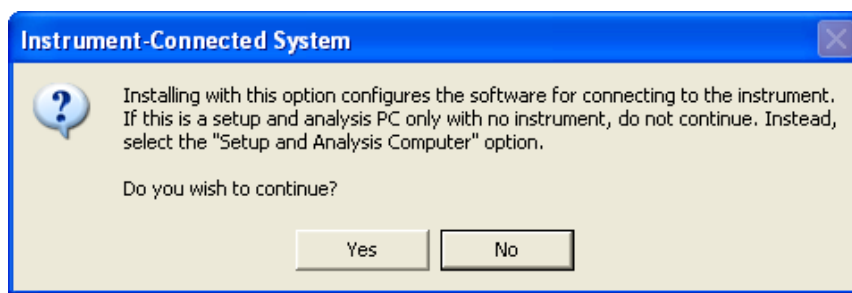 Instrument-Connected System
Installing with this option configures the software for connecting to the instrument.
If this is a setup and analysis PC only with no instrument, do not continue. Instead,
select the "Setup and Analysis Computer" option.
Do you wish to continue?
Yes
No